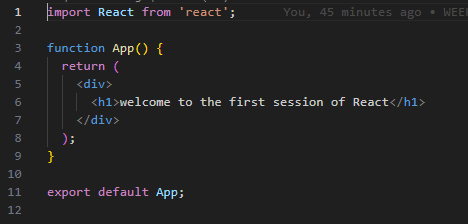 1 import React from 'react'; You, 45 minutes ago • WEE
2
3 function App() {
4 return (
5 <div>
6 <h1>welcome to the first session of React</h1>
7 </div>
8 );
9 }
10
11 export default App;
12